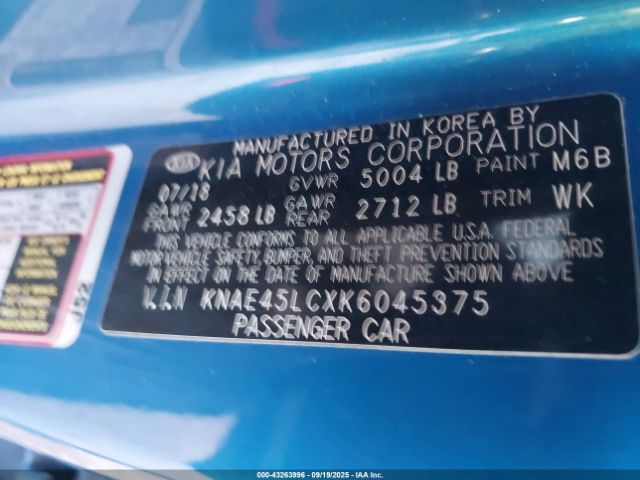 MANUFACTURED IN KOREA BY
KIA KIA MOTORS CORPORATION
07/18 GVWR 5004 LB PAINT M6B
GAWR FRONT 2458 LB GAWR REAR 2712 LB TRIM WK
THIS VEHICLE CONFORMS TO ALL APPLICABLE U.S.A. FEDERAL
MOTOR VEHICLE SAFETY, BUMPER, AND THEFT PREVENTION STANDARDS
IN EFFECT ON THE DATE OF MANUFACTURE SHOWN ABOVE
V.I.N KNAE45LCXK6045375
PASSENGER CAR
J52
000-43263996 - 09/19/2025 - © IAA Inc.